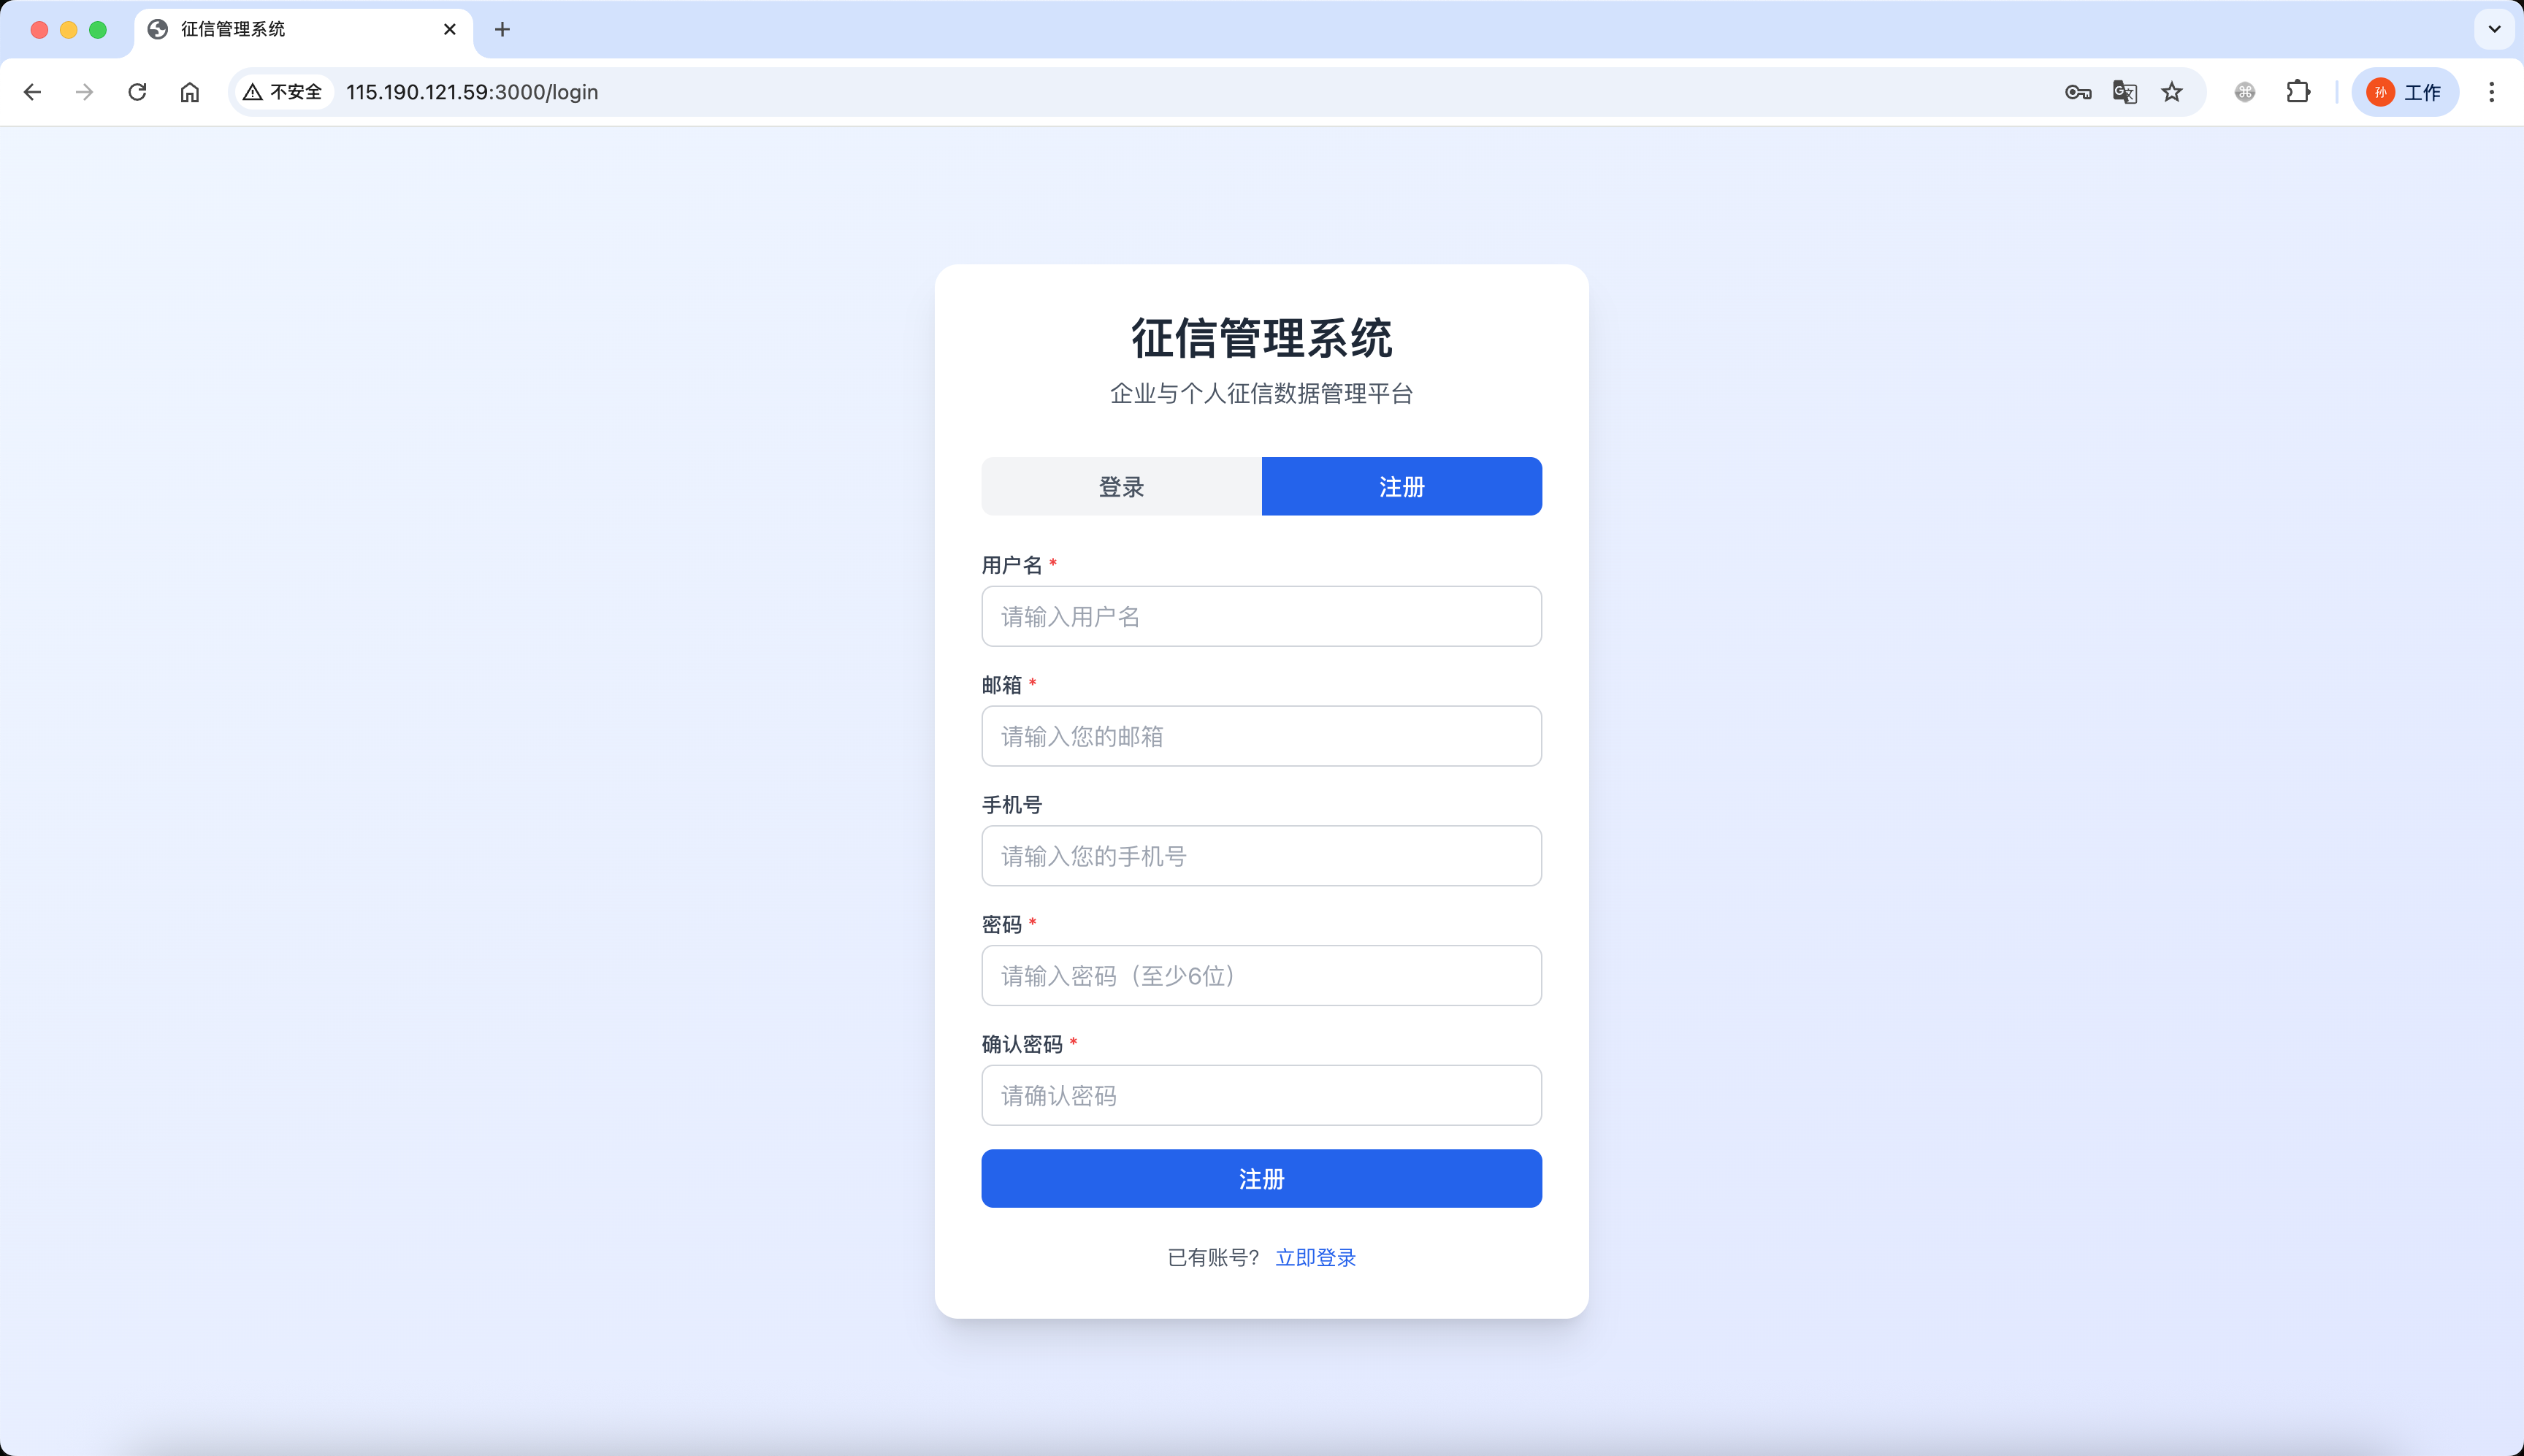 征信管理系统
不安全 115.190.121.59:3000/login
孙 工作
征信管理系统
企业与个人征信数据管理平台
登录 注册
用户名 *
请输入用户名
邮箱 *
请输入您的邮箱
手机号
请输入您的手机号
密码 *
请输入密码（至少6位）
确认密码 *
请确认密码
注册
已有账号？ 立即登录